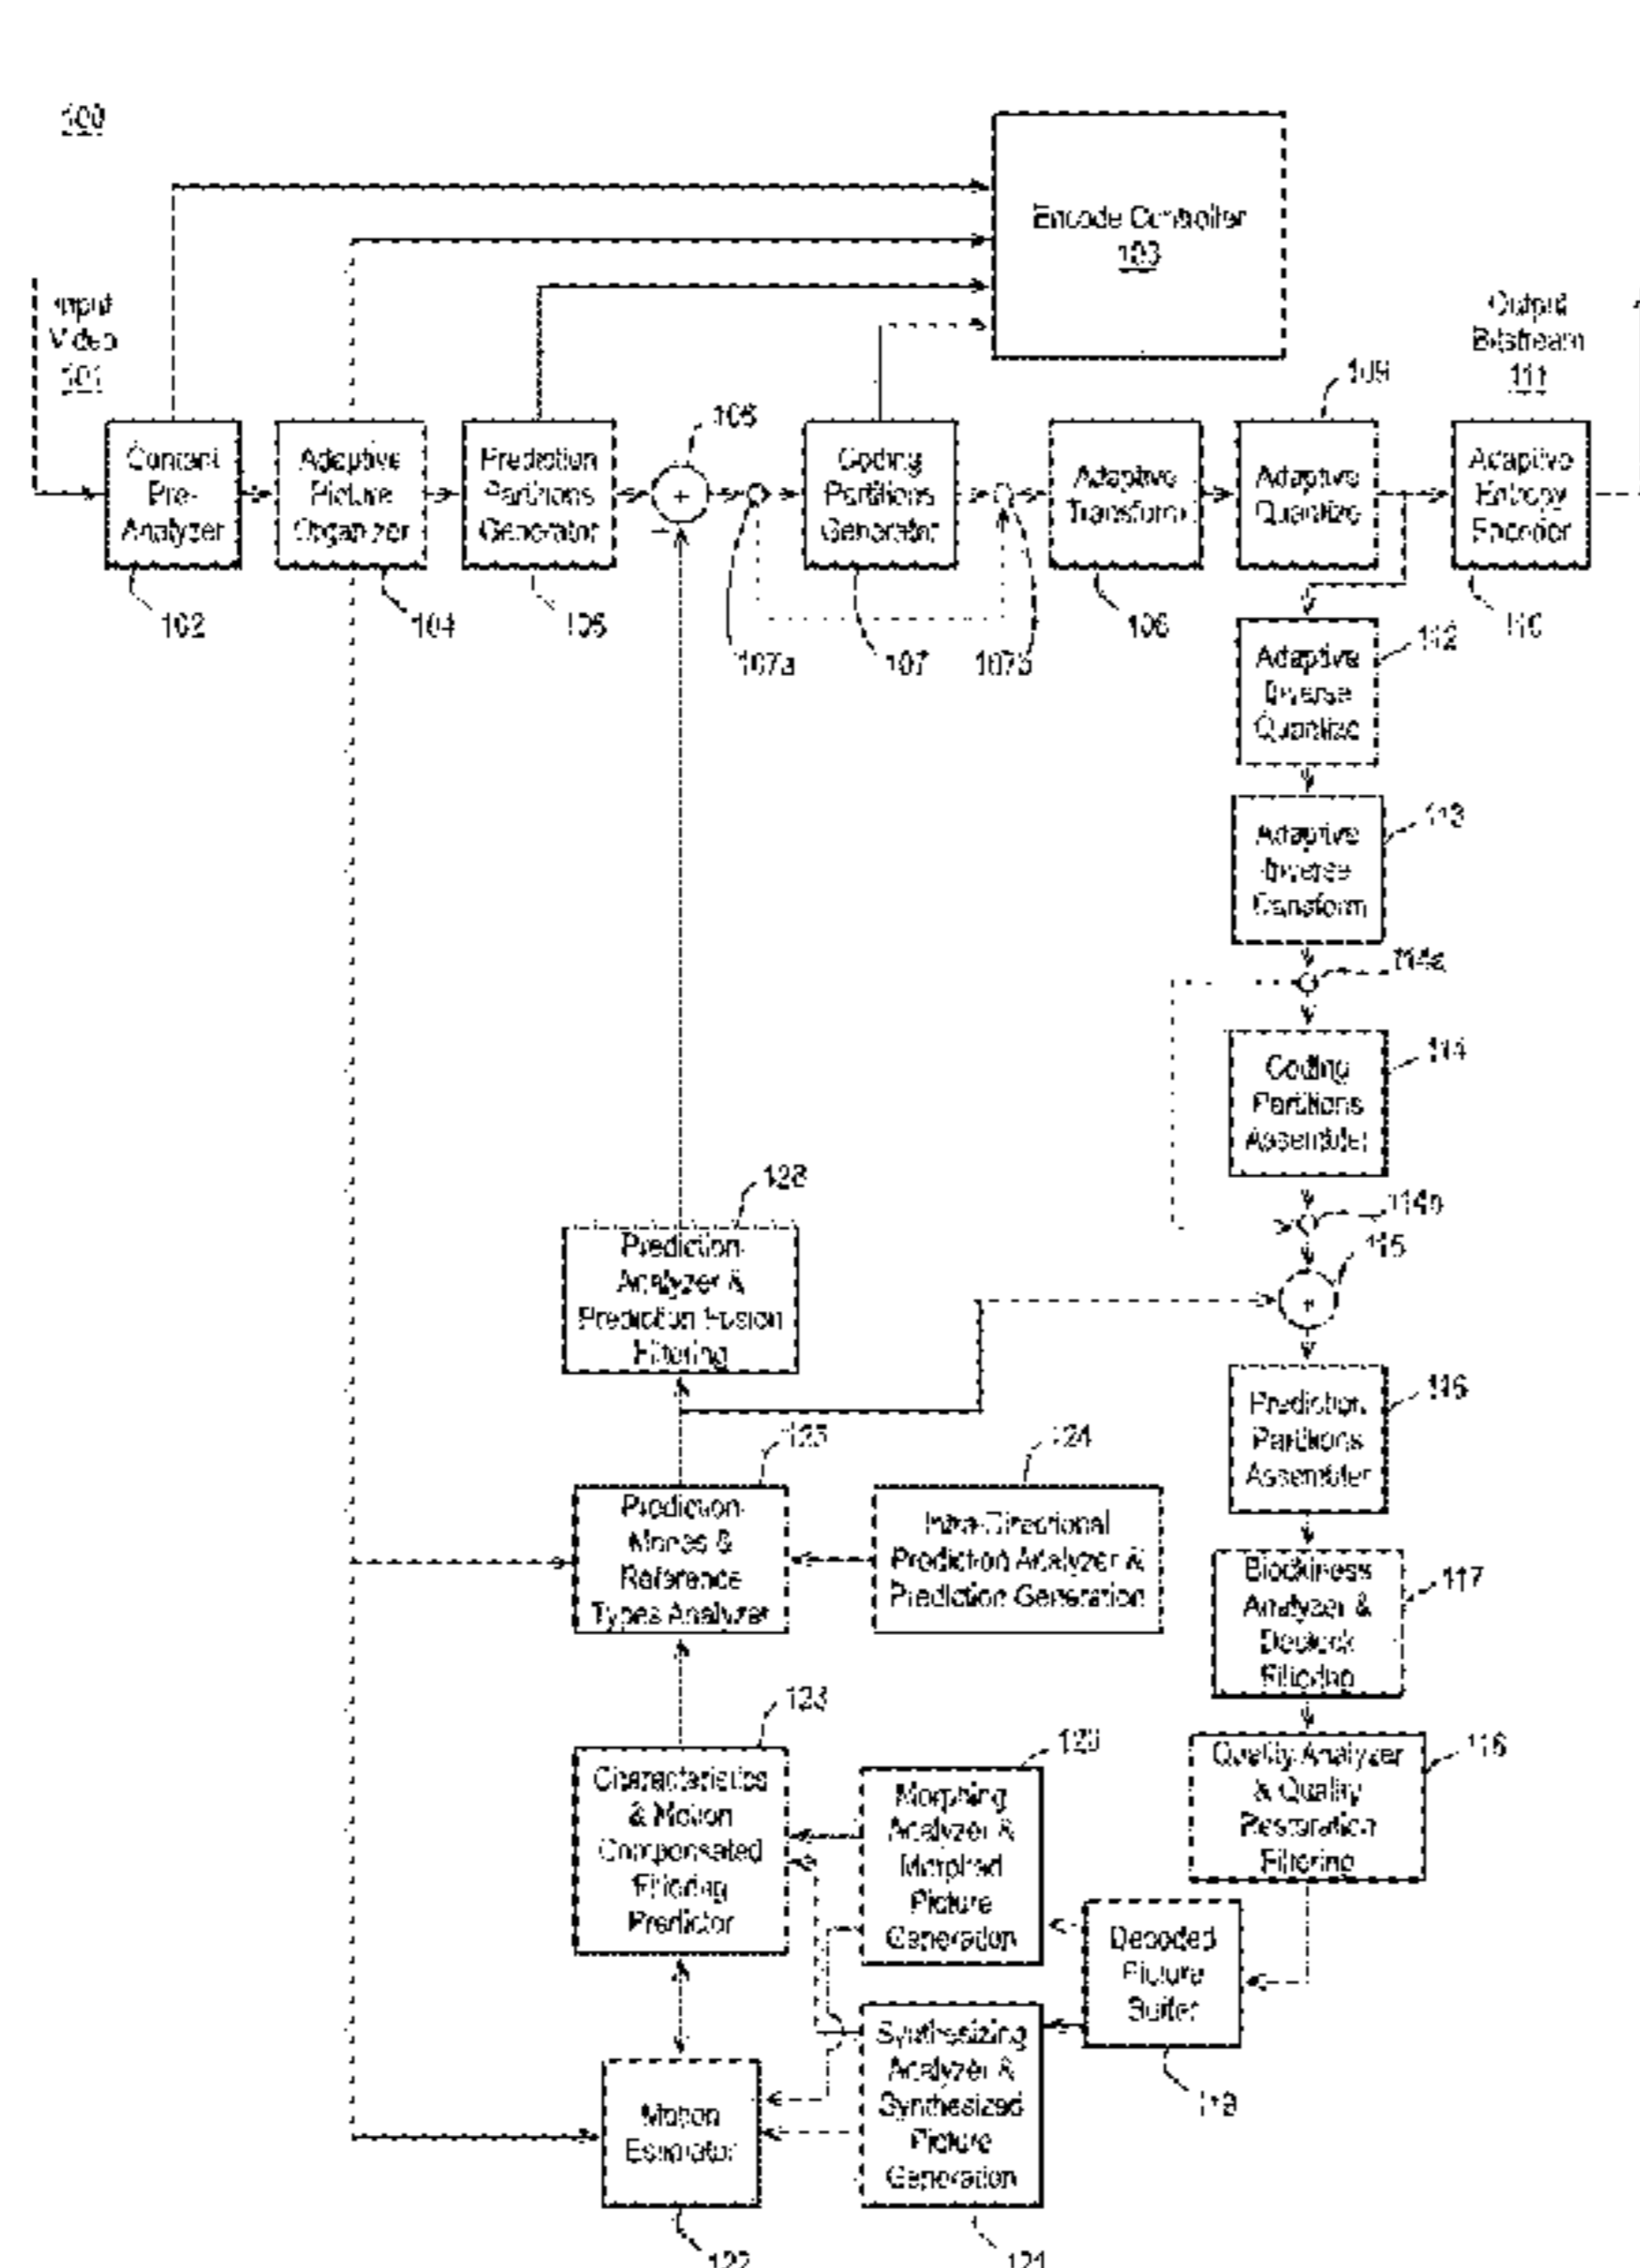 100
Encode Controller
103
Input
Video
101
Output
Bitstream
111
109
106
Content
Pre-
Analyzer
Adaptive
Picture
Organizer
Prediction
Partitions
Generator
+
Coding
Partitions
Generator
Adaptive
Transform
Adaptive
Quantize
Adaptive
Entropy
Encoder
102
104
105
107a
107
107b
108
110
112
Adaptive
Inverse
Quantize
113
Adaptive
Inverse
Transform
114a
114
Coding
Partitions
Assembler
114b
115
+
126
Prediction
Analyzer &
Prediction Fusion
Filtering
116
Prediction
Partitions
Assembler
125
124
Prediction
Modes &
Reference
Types Analyzer
Intra-Directional
Prediction Analyzer &
Prediction Generation
117
Blockiness
Analyzer &
Deblock
Filtering
123
120
118
Quality Analyzer
& Quality
Restoration
Filtering
Characteristics
& Motion
Compensated
Filtering
Predictor
Morphing
Analyzer &
Morphed
Picture
Generation
Decoded
Picture
Buffer
119
Synthesizing
Analyzer &
Synthesized
Picture
Generation
Motion
Estimator
122
121